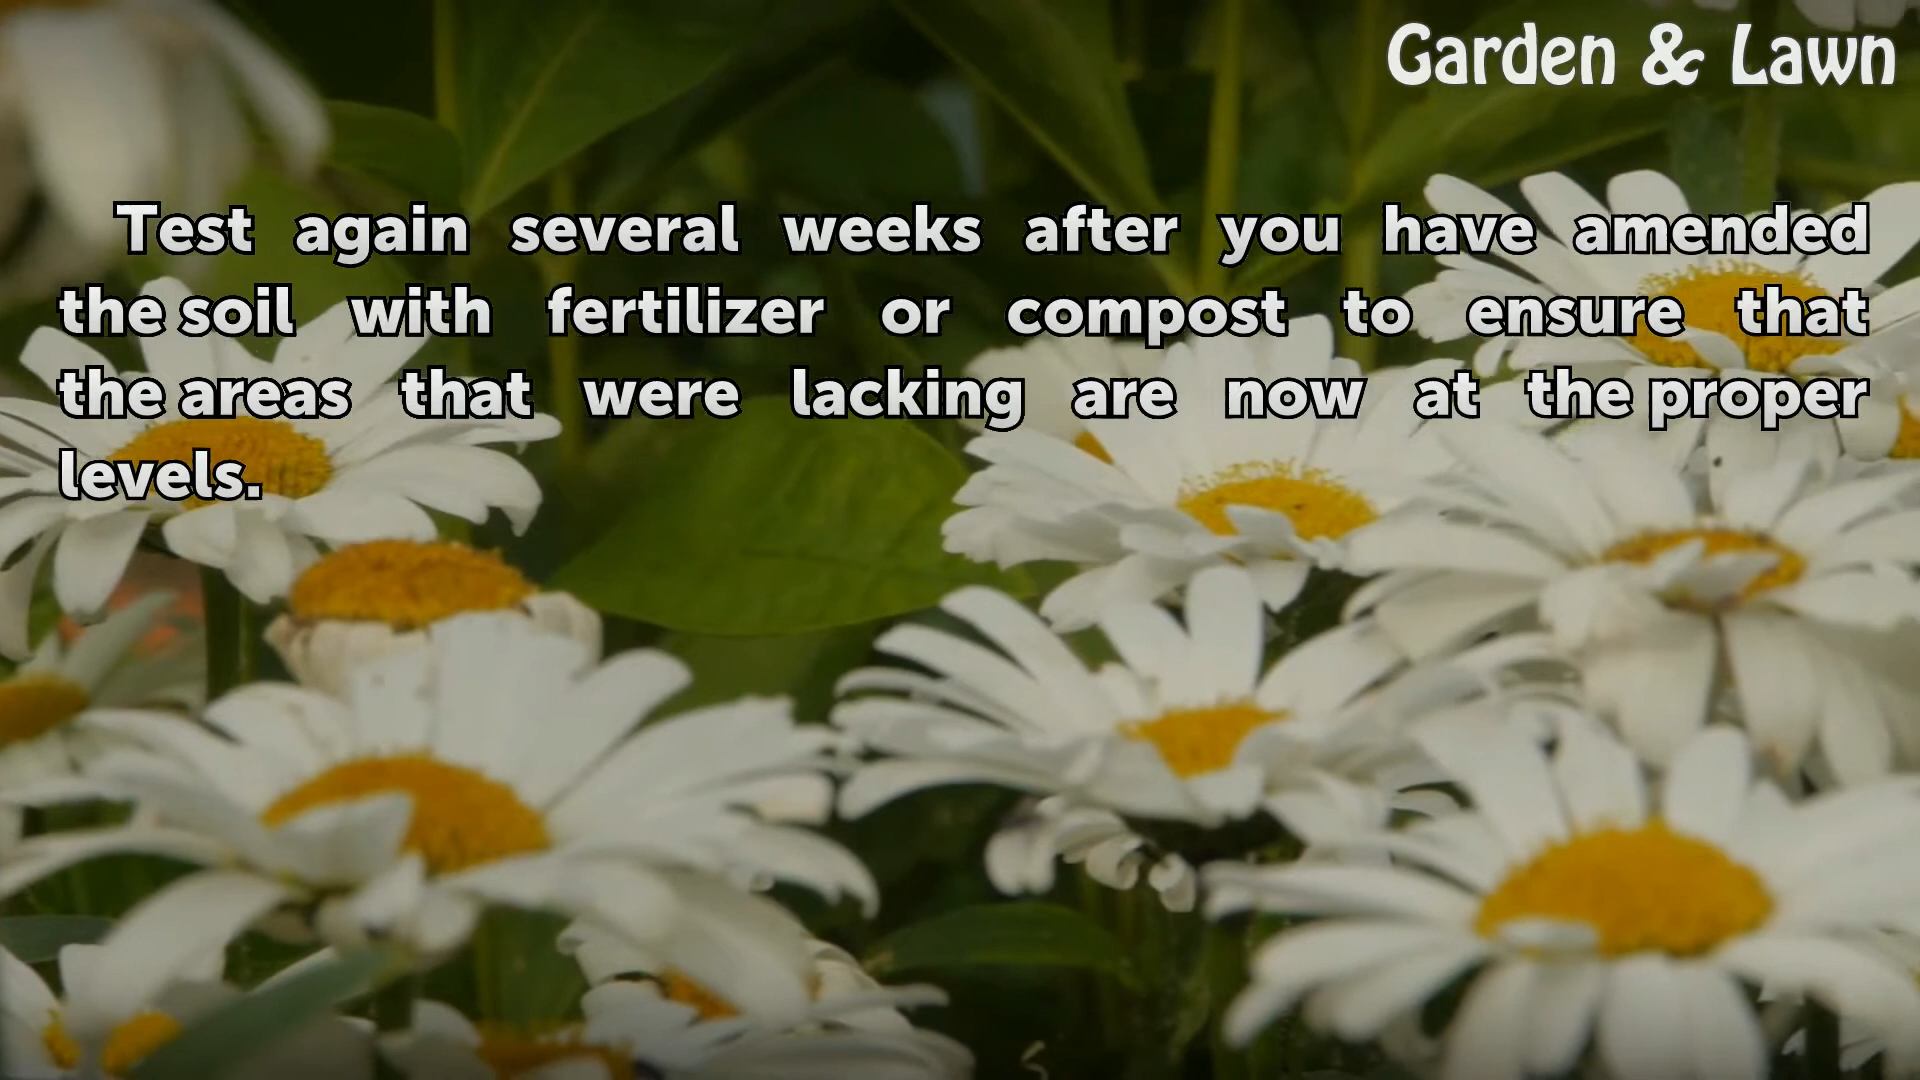 Garden & Lawn
Test again several weeks after you have amended
the soil with fertilizer or compost to ensure that
the areas that were lacking are now at the proper
levels.